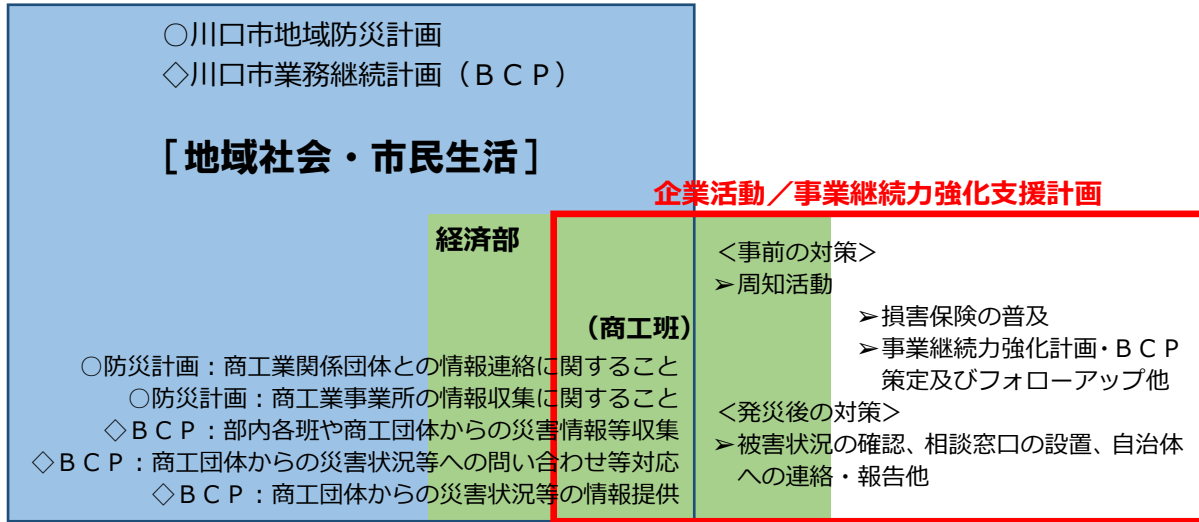 ○川口市地域防災計画
◇川口市業務継続計画（ＢＣＰ）
［地域社会・市民生活］
企業活動／事業継続力強化支援計画
経済部
（商工班）
○防災計画：商工業関係団体との情報連絡に関すること
○防災計画：商工業事業所の情報収集に関すること
◇ＢＣＰ：部内各班や商工団体からの災害情報等収集
◇ＢＣＰ：商工団体からの災害状況等への問い合わせ等対応
◇ＢＣＰ：商工団体からの災害状況等の情報提供
＜事前の対策＞
➢周知活動
➢損害保険の普及
➢事業継続力強化計画・ＢＣＰ
策定及びフォローアップ他
＜発災後の対策＞
➢被害状況の確認、相談窓口の設置、自治体
への連絡・報告他